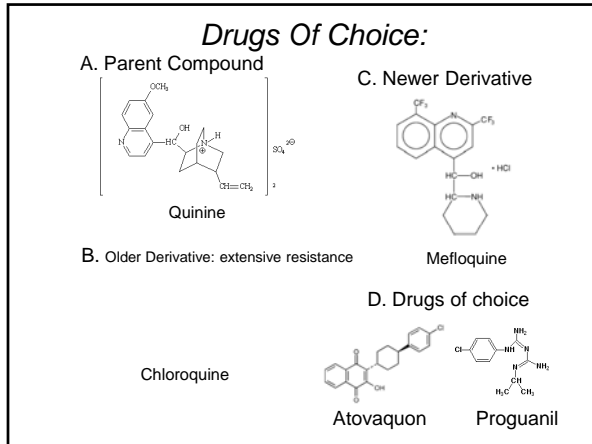 Drugs Of Choice:
A. Parent Compound
OCH₃
OH
H
N
N
⊕
CH=CH₂
SO₄ 2⊖
2
Quinine
B. Older Derivative: extensive resistance
Chloroquine
C. Newer Derivative
CF₃
N
CF₃
HC OH
• HCl
HC NH
Mefloquine
D. Drugs of choice
Cl
O
OH
O
Atovaquon
NH₂
Cl NH N
N NH₂
CH
H₃C CH₃
Proguanil